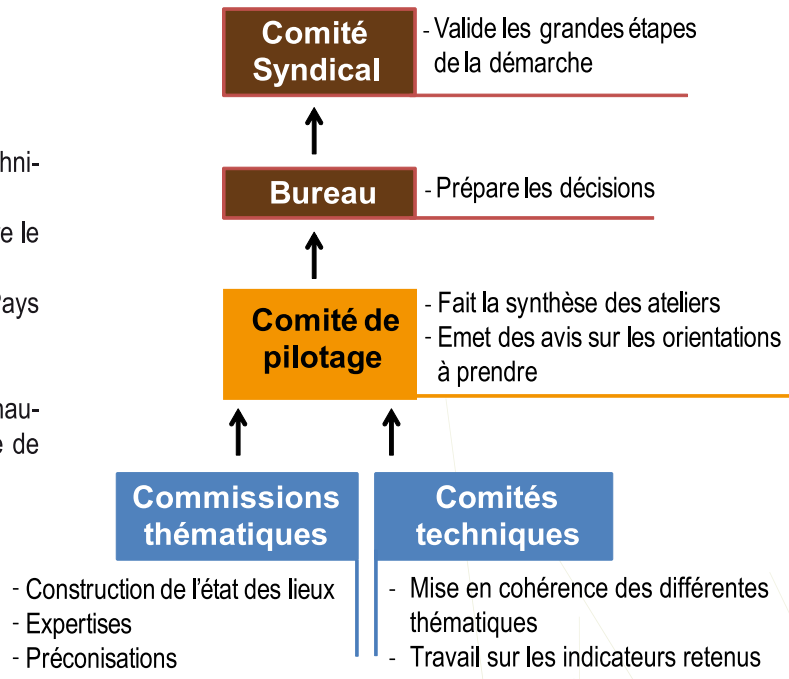 Comité
Syndical
- Valide les grandes étapes
de la démarche
Bureau
- Prépare les décisions
Comité de
pilotage
- Fait la synthèse des ateliers
- Emet des avis sur les orientations
à prendre
Commissions
thématiques
- Construction de l'état des lieux
- Expertises
- Préconisations
Comités
techniques
- Mise en cohérence des différentes
thématiques
- Travail sur les indicateurs retenus
le
de